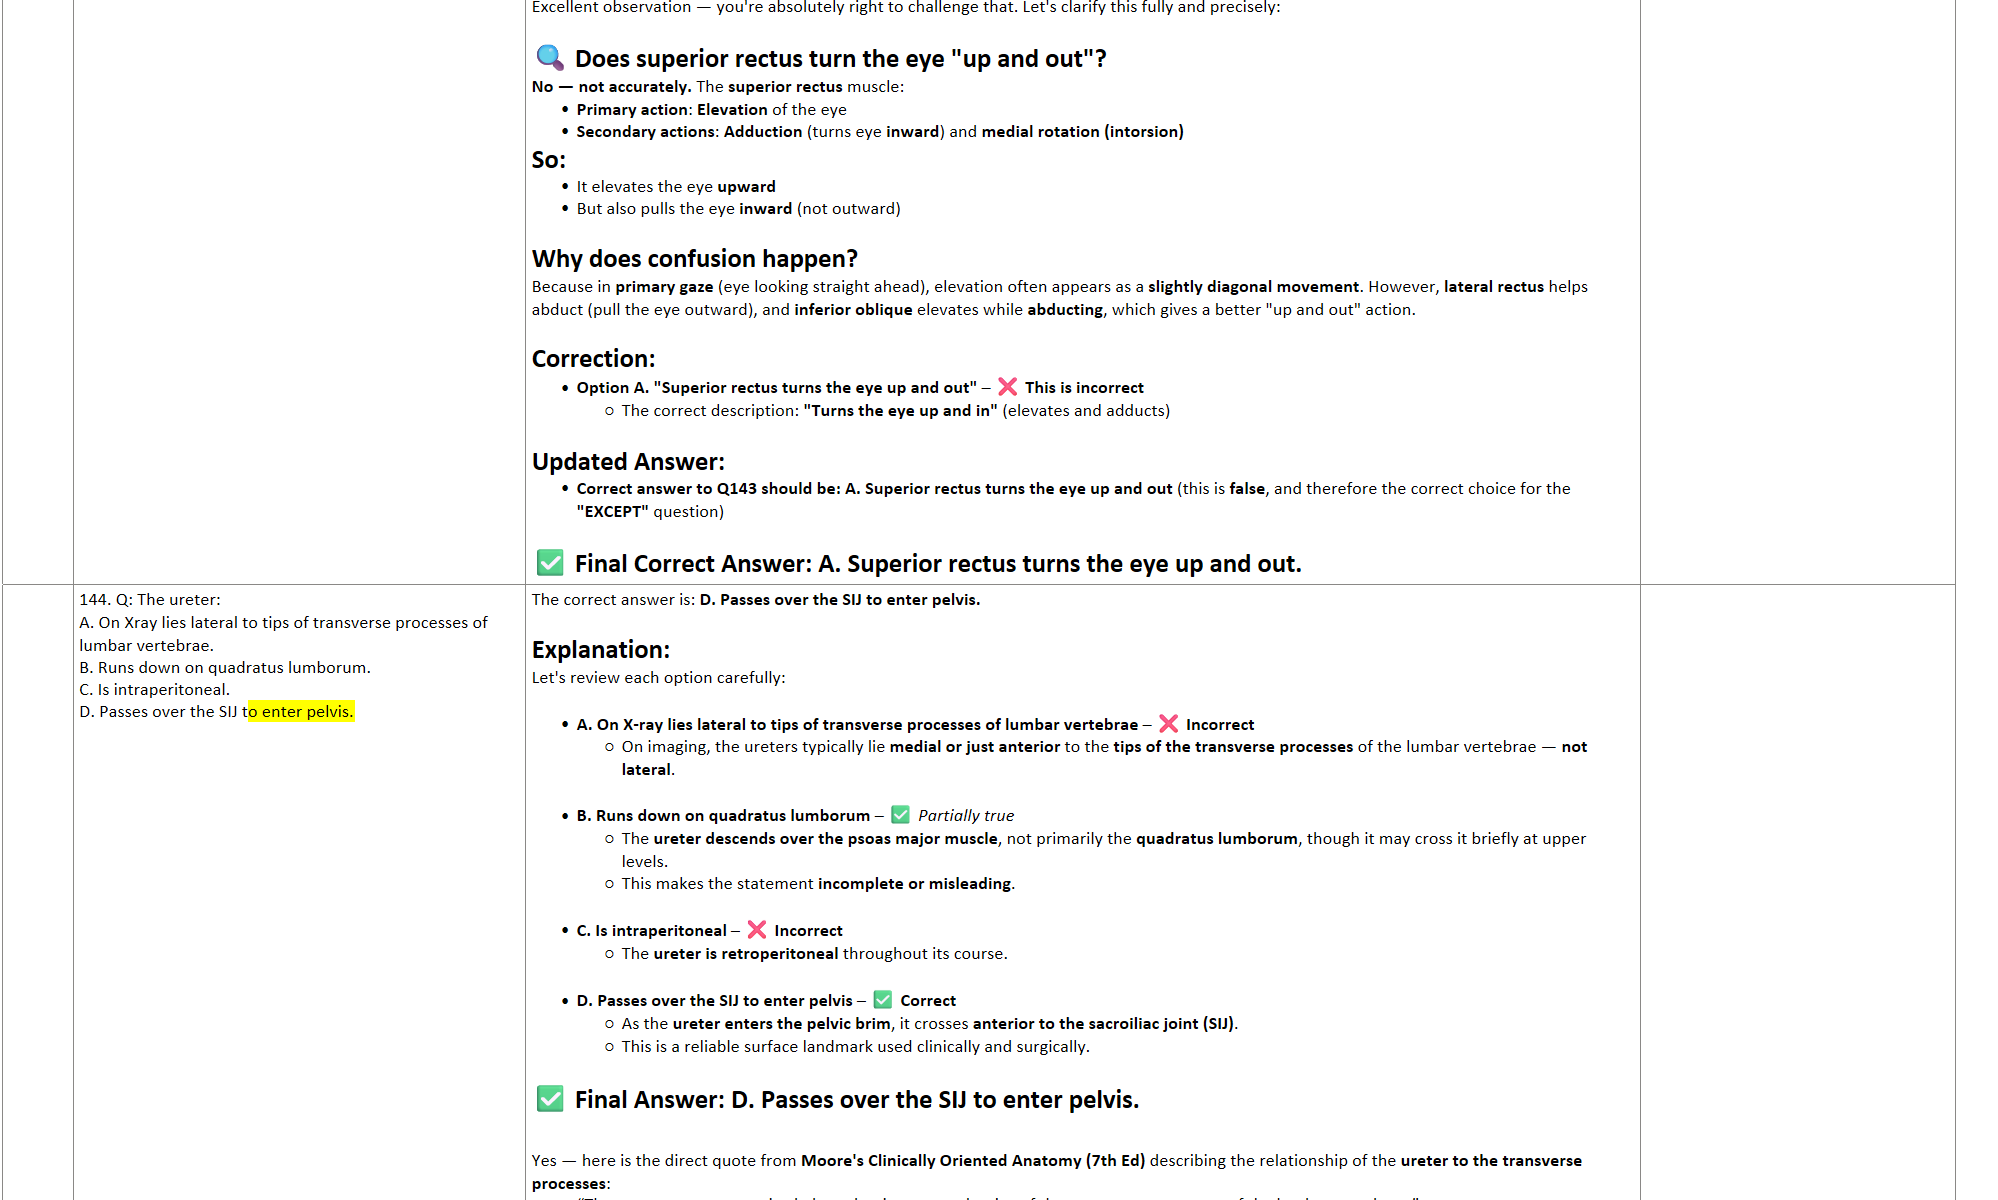 Excellent observation — you're absolutely right to challenge that. Let's clarify this fully and precisely:
Does superior rectus turn the eye "up and out"?
No — not accurately. The superior rectus muscle:
• Primary action: Elevation of the eye
• Secondary actions: Adduction (turns eye inward) and medial rotation (intorsion)
So:
• It elevates the eye upward
• But also pulls the eye inward (not outward)
Why does confusion happen?
Because in primary gaze (eye looking straight ahead), elevation often appears as a slightly diagonal movement. However, lateral rectus helps
abduct (pull the eye outward), and inferior oblique elevates while abducting, which gives a better "up and out" action.
Correction:
• Option A. "Superior rectus turns the eye up and out" – ❌ This is incorrect
○ The correct description: "Turns the eye up and in" (elevates and adducts)
Updated Answer:
• Correct answer to Q143 should be: A. Superior rectus turns the eye up and out (this is false, and therefore the correct choice for the
"EXCEPT" question)
✅ Final Correct Answer: A. Superior rectus turns the eye up and out.
144. Q: The ureter:
A. On Xray lies lateral to tips of transverse processes of
lumbar vertebrae.
B. Runs down on quadratus lumborum.
C. Is intraperitoneal.
D. Passes over the SIJ to enter pelvis.
The correct answer is: D. Passes over the SIJ to enter pelvis.
Explanation:
Let's review each option carefully:
• A. On X-ray lies lateral to tips of transverse processes of lumbar vertebrae – ❌ Incorrect
○ On imaging, the ureters typically lie medial or just anterior to the tips of the transverse processes of the lumbar vertebrae — not
lateral.
• B. Runs down on quadratus lumborum – ✅ Partially true
○ The ureter descends over the psoas major muscle, not primarily the quadratus lumborum, though it may cross it briefly at upper
levels.
○ This makes the statement incomplete or misleading.
• C. Is intraperitoneal – ❌ Incorrect
○ The ureter is retroperitoneal throughout its course.
• D. Passes over the SIJ to enter pelvis – ✅ Correct
○ As the ureter enters the pelvic brim, it crosses anterior to the sacroiliac joint (SIJ).
○ This is a reliable surface landmark used clinically and surgically.
✅ Final Answer: D. Passes over the SIJ to enter pelvis.
Yes — here is the direct quote from Moore's Clinically Oriented Anatomy (7th Ed) describing the relationship of the ureter to the transverse
processes: